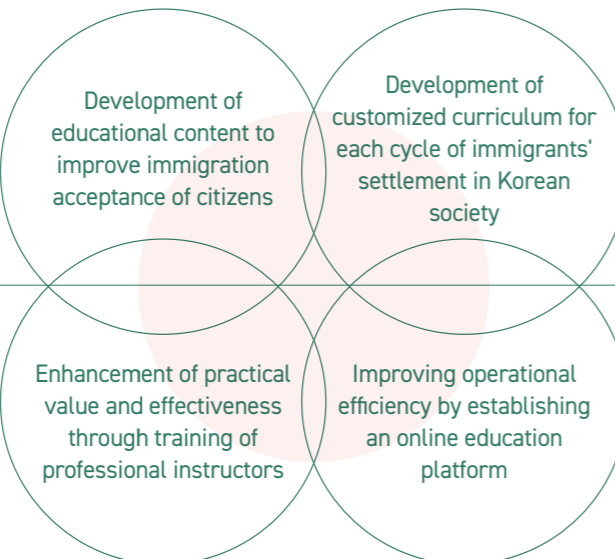 Development of
educational content to
improve immigration
acceptance of citizens
Development of
customized curriculum for
each cycle of immigrants'
settlement in Korean
society
Enhancement of practical
value and effectiveness
through training of
professional instructors
Improving operational
efficiency by establishing
an online education
platform